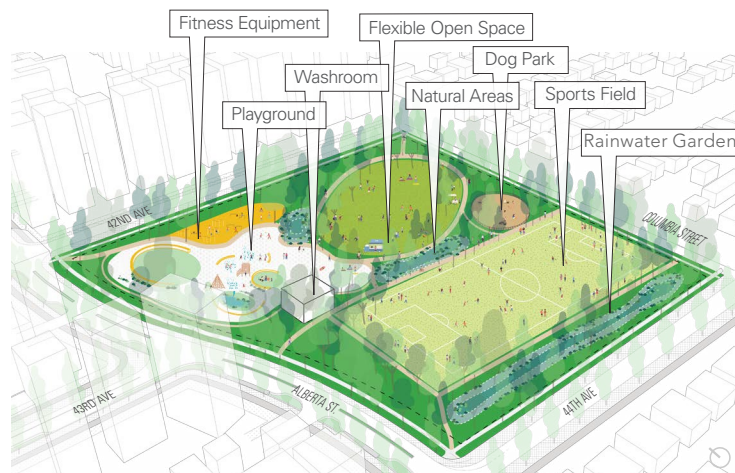 Fitness Equipment
Flexible Open Space
Dog Park
Washroom
Natural Areas
Sports Field
Playground
Rainwater Garden
42ND AVE
COLUMBIA STREET
43RD AVE
ALBERTA ST.
44TH AVE